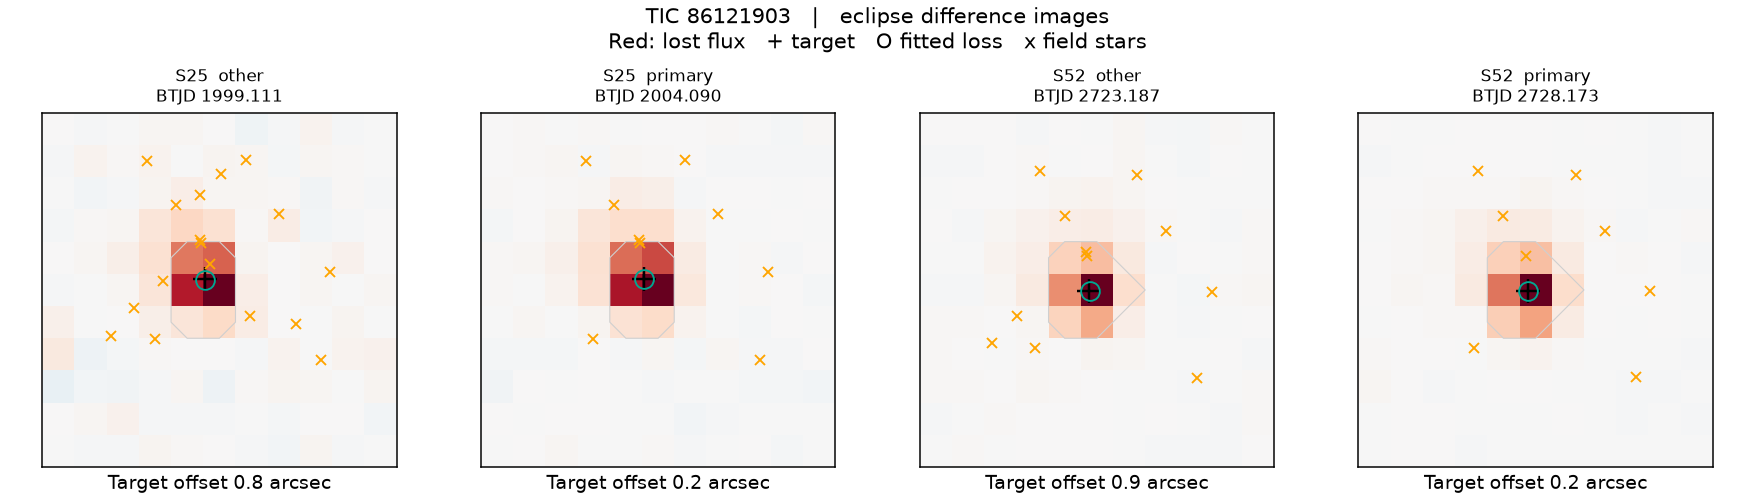 TIC 86121903 | eclipse difference images
Red: lost flux + target O fitted loss x field stars
S25 other
BTJD 1999.111
S25 primary
BTJD 2004.090
S52 other
BTJD 2723.187
S52 primary
BTJD 2728.173
Target offset 0.8 arcsec
Target offset 0.2 arcsec
Target offset 0.9 arcsec
Target offset 0.2 arcsec